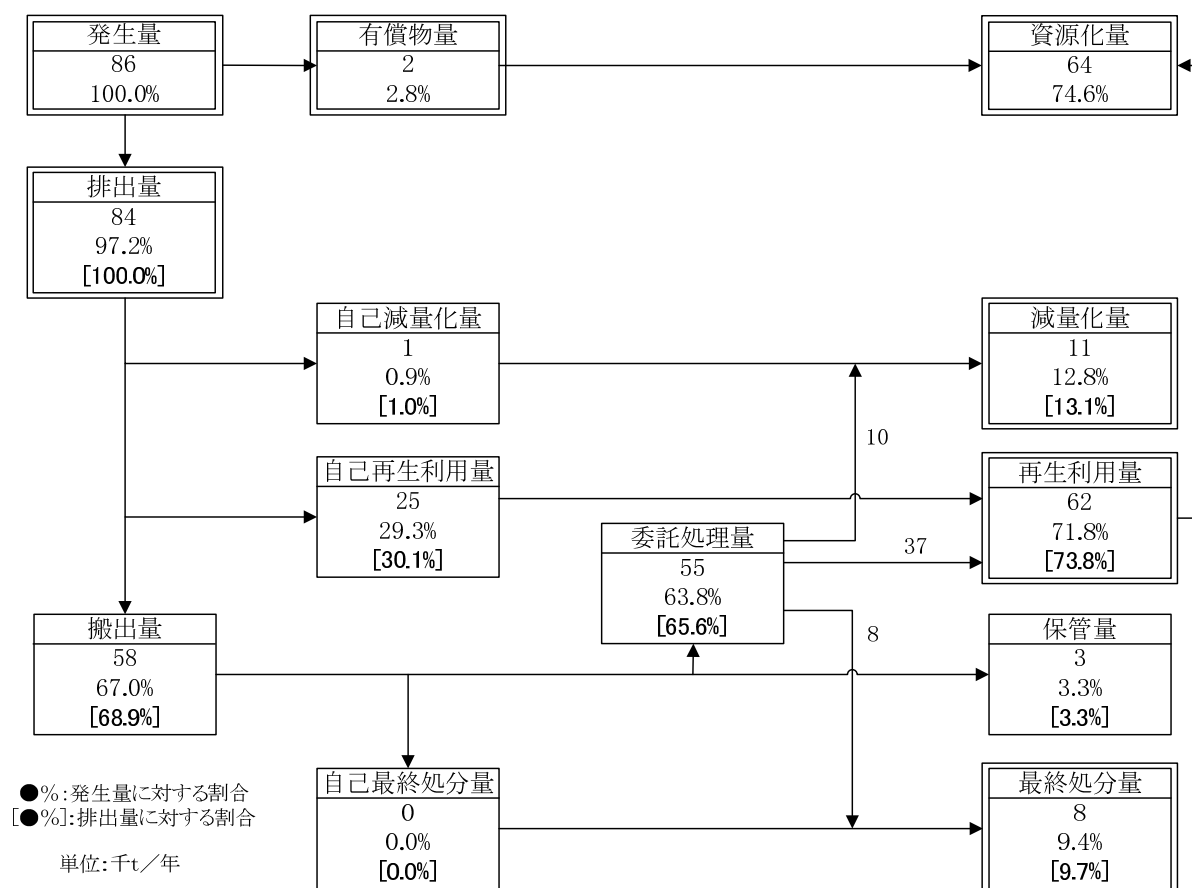 発生量
86
100.0%
有償物量
2
2.8%
資源化量
64
74.6%
排出量
84
97.2%
[100.0%]
自己減量化量
1
0.9%
[1.0%]
減量化量
11
12.8%
[13.1%]
10
自己再生利用量
25
29.3%
[30.1%]
再生利用量
62
71.8%
[73.8%]
委託処理量
55
63.8%
[65.6%]
37
8
搬出量
58
67.0%
[68.9%]
保管量
3
3.3%
[3.3%]
自己最終処分量
0
0.0%
[0.0%]
最終処分量
8
9.4%
[9.7%]
●%:発生量に対する割合
[●%]:排出量に対する割合
単位:千t／年